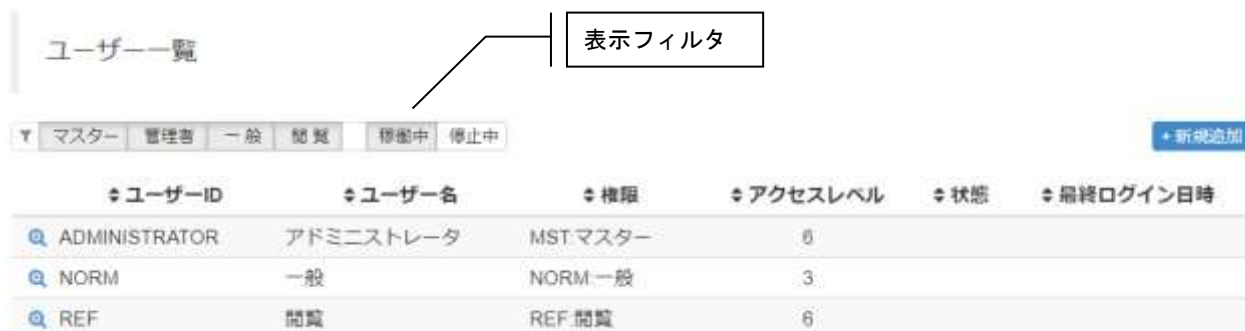 表示フィルタ
ユーザー一覧
マスター 管理者 一般 閲覧 稼働中 停止中 +新規追加
ユーザーID ユーザー名 権限 アクセスレベル 状態 最終ログイン日時
ADMINISTRATOR アドミニストレータ MST:マスター 6
NORM 一般 NORM:一般 3
REF 閲覧 REF:閲覧 6